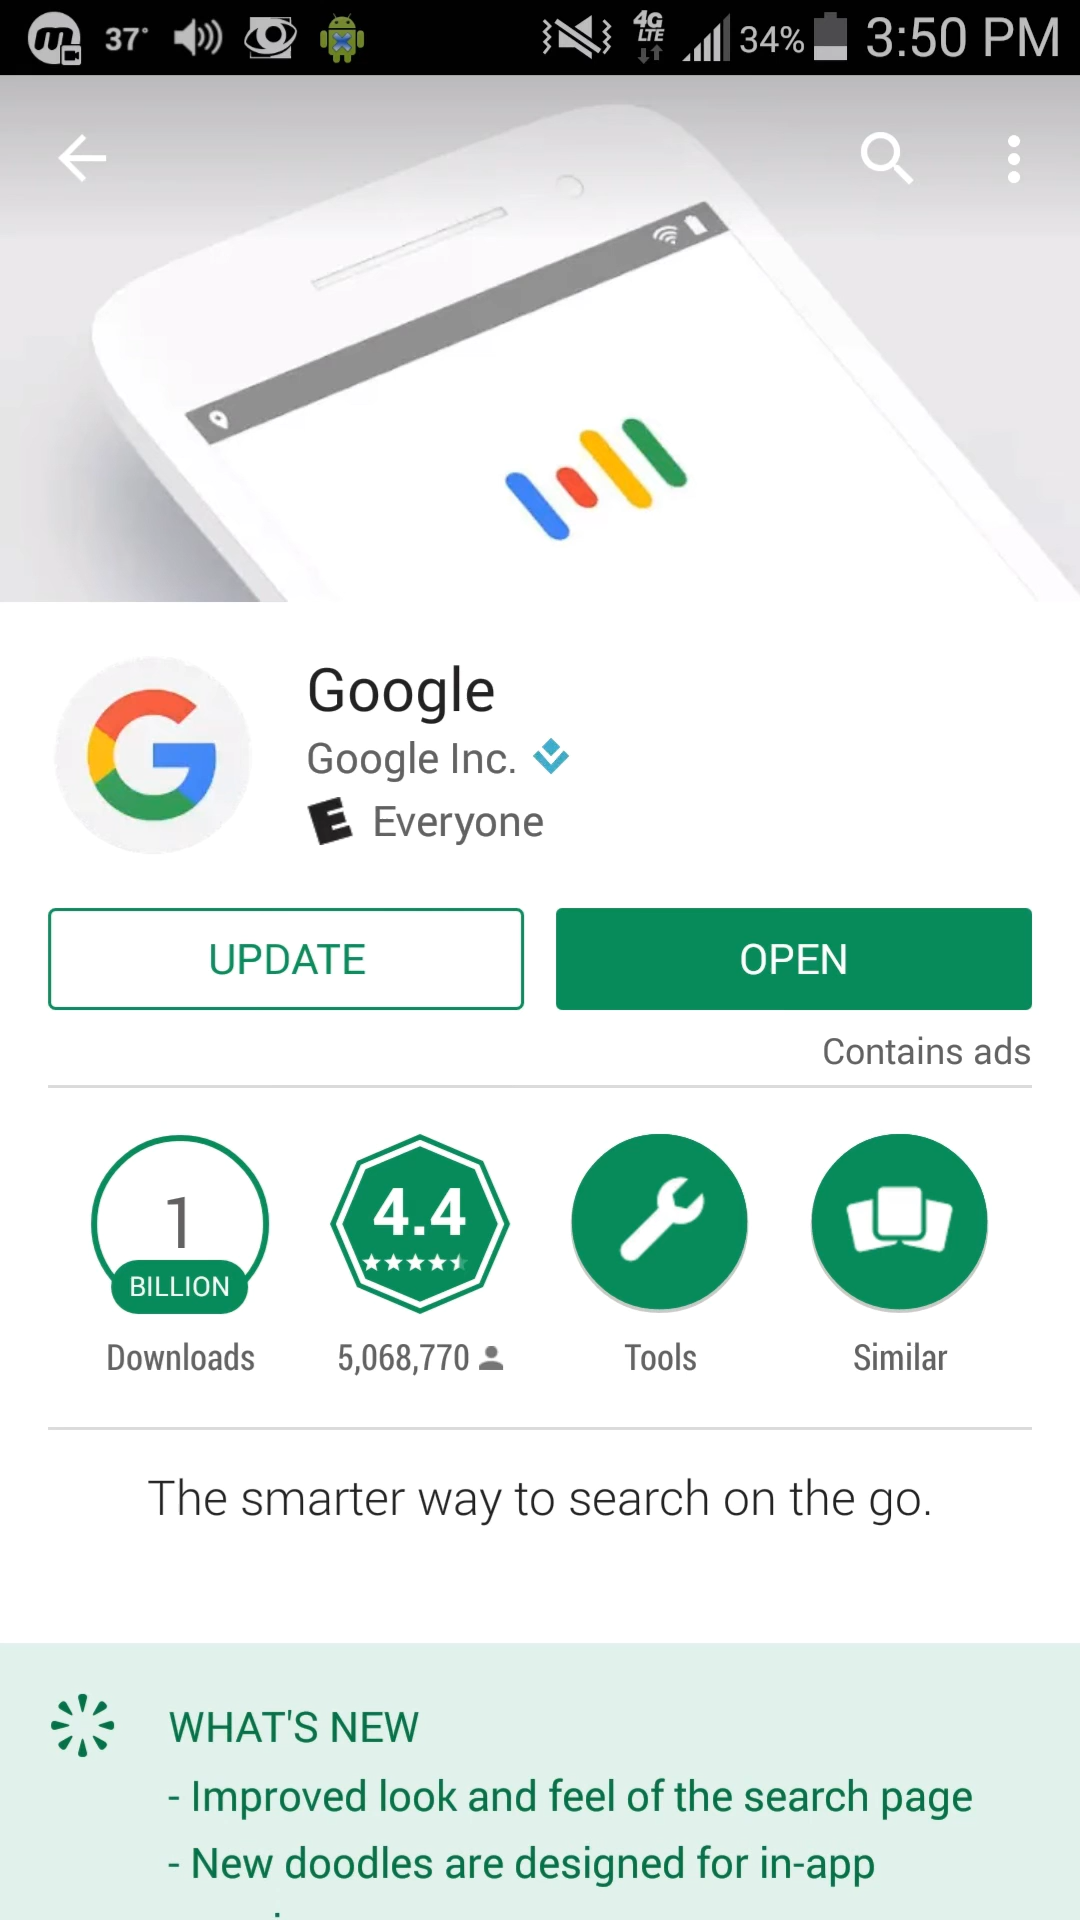 37°
4G
LTE
34%
3:50 PM
Google
Google Inc.
E Everyone
UPDATE
OPEN
Contains ads
1
BILLION
Downloads
4.4
5,068,770
Tools
Similar
The smarter way to search on the go.
WHAT'S NEW
- Improved look and feel of the search page
- New doodles are designed for in-app